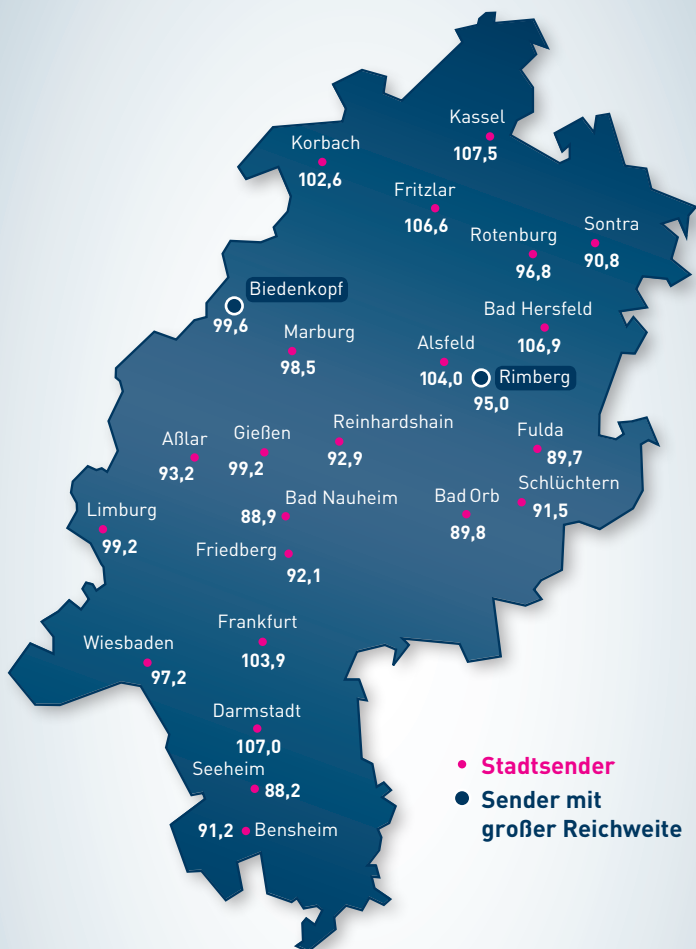 Kassel
107,5
Korbach
102,6
Fritzlar
106,6
Sontra
90,8
Rotenburg
96,8
Biedenkopf
99,6
Bad Hersfeld
106,9
Marburg
98,5
Alsfeld
104,0
Rimberg
95,0
Reinhardshain
92,9
Gießen
99,2
Aßlar
93,2
Fulda
89,7
Schlüchtern
91,5
Bad Orb
89,8
Bad Nauheim
88,9
Limburg
99,2
Friedberg
92,1
Frankfurt
103,9
Wiesbaden
97,2
Darmstadt
107,0
Seeheim
88,2
91,2 Bensheim
Stadtsender
Sender mit
großer Reichweite